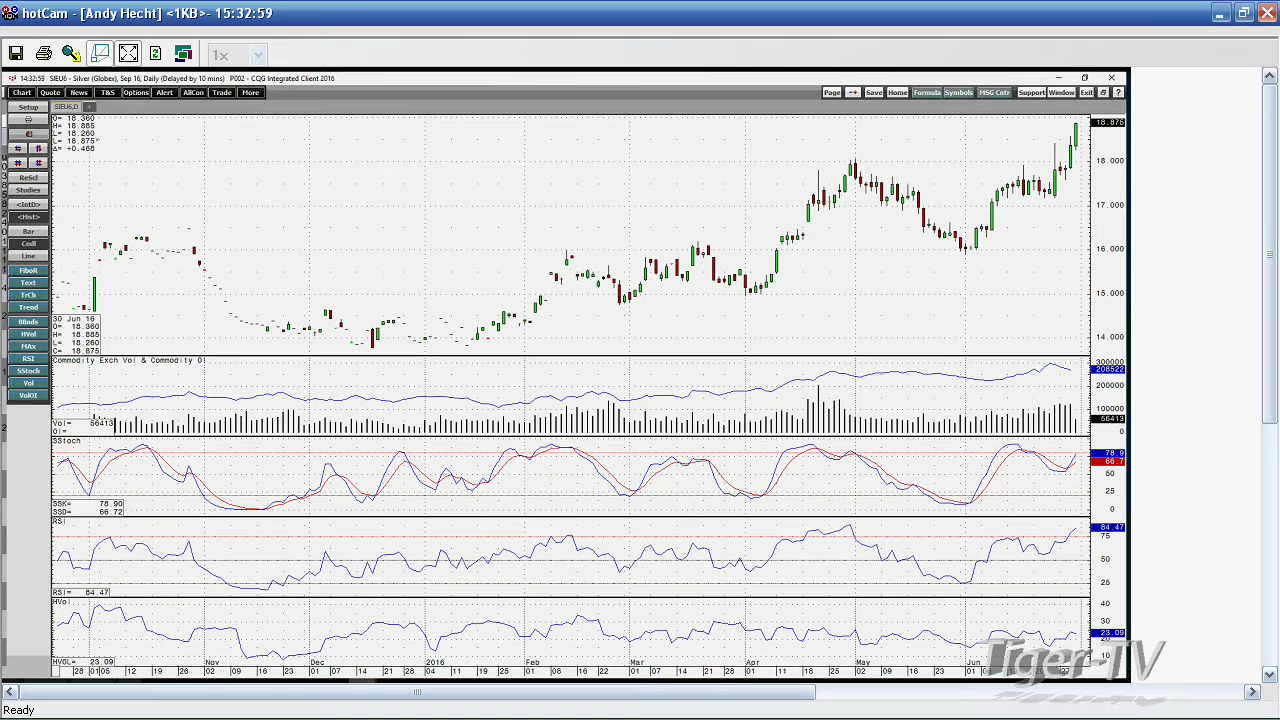 hotCam - [Andy Hecht] <1KB>- 15:32:59
1x
14:32:59 SIEU6 - Silver (Globex), Sep 16, Daily (Delayed by 10 mins) P002 - CQG Integrated Client 2016
Chart Quote News T&S Options Alert AllCon Trade More
Page Save Home Formula Symbols MSG Cntr Support Window Exit ?
Setup
SIEU6,D +
O= 18.360
H= 18.885
L= 18.260
L= 18.875
Δ= +0.468
ReScl
Studies
<IntD>
<Hist>
Bar
Cndl
Line
FiboR
Text
TrCh
Trend
BBnds
HVol
MAx
RSI
SStoch
Vol
VolOI
18.875
18.000
17.000
16.000
15.000
14.000
30 Jun 16
O= 18.360
H= 18.885
L= 18.260
C= 18.875
Commodity Exch Vol & Commodity OI
300000
208522
200000
100000
56413
0
Vol= 56413
OI=
SStoch
78.9
66.7
50
25
0
SSK= 78.90
SSD= 66.72
RSI
84.47
75
50
25
RSI= 84.47
HVol
40
30
23.09
20
10
HVOL= 23.09
Nov Dec 2016 Feb Mar Apr May Jun
28 05 12 19 26 02 09 16 23 01 07 14 21 28 04 11 19 25 01 08 16 22 01 07 14 21 28 04 11 18 25 02 09 16 23 01
Tiger-TV
Ready